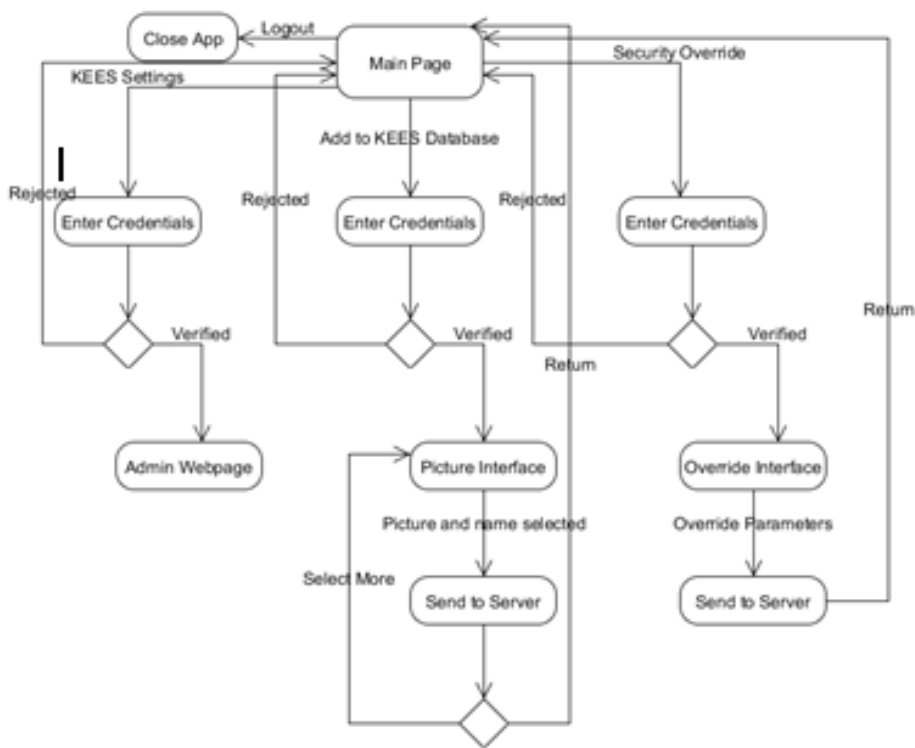 Close App
Logout
Main Page
Security Override
KEES Settings
Add to KEES Database
Rejected
Rejected
Rejected
Enter Credentials
Enter Credentials
Enter Credentials
Return
Verified
Verified
Verified
Return
Admin Webpage
Picture Interface
Override Interface
Picture and name selected
Override Parameters
Select More
Send to Server
Send to Server